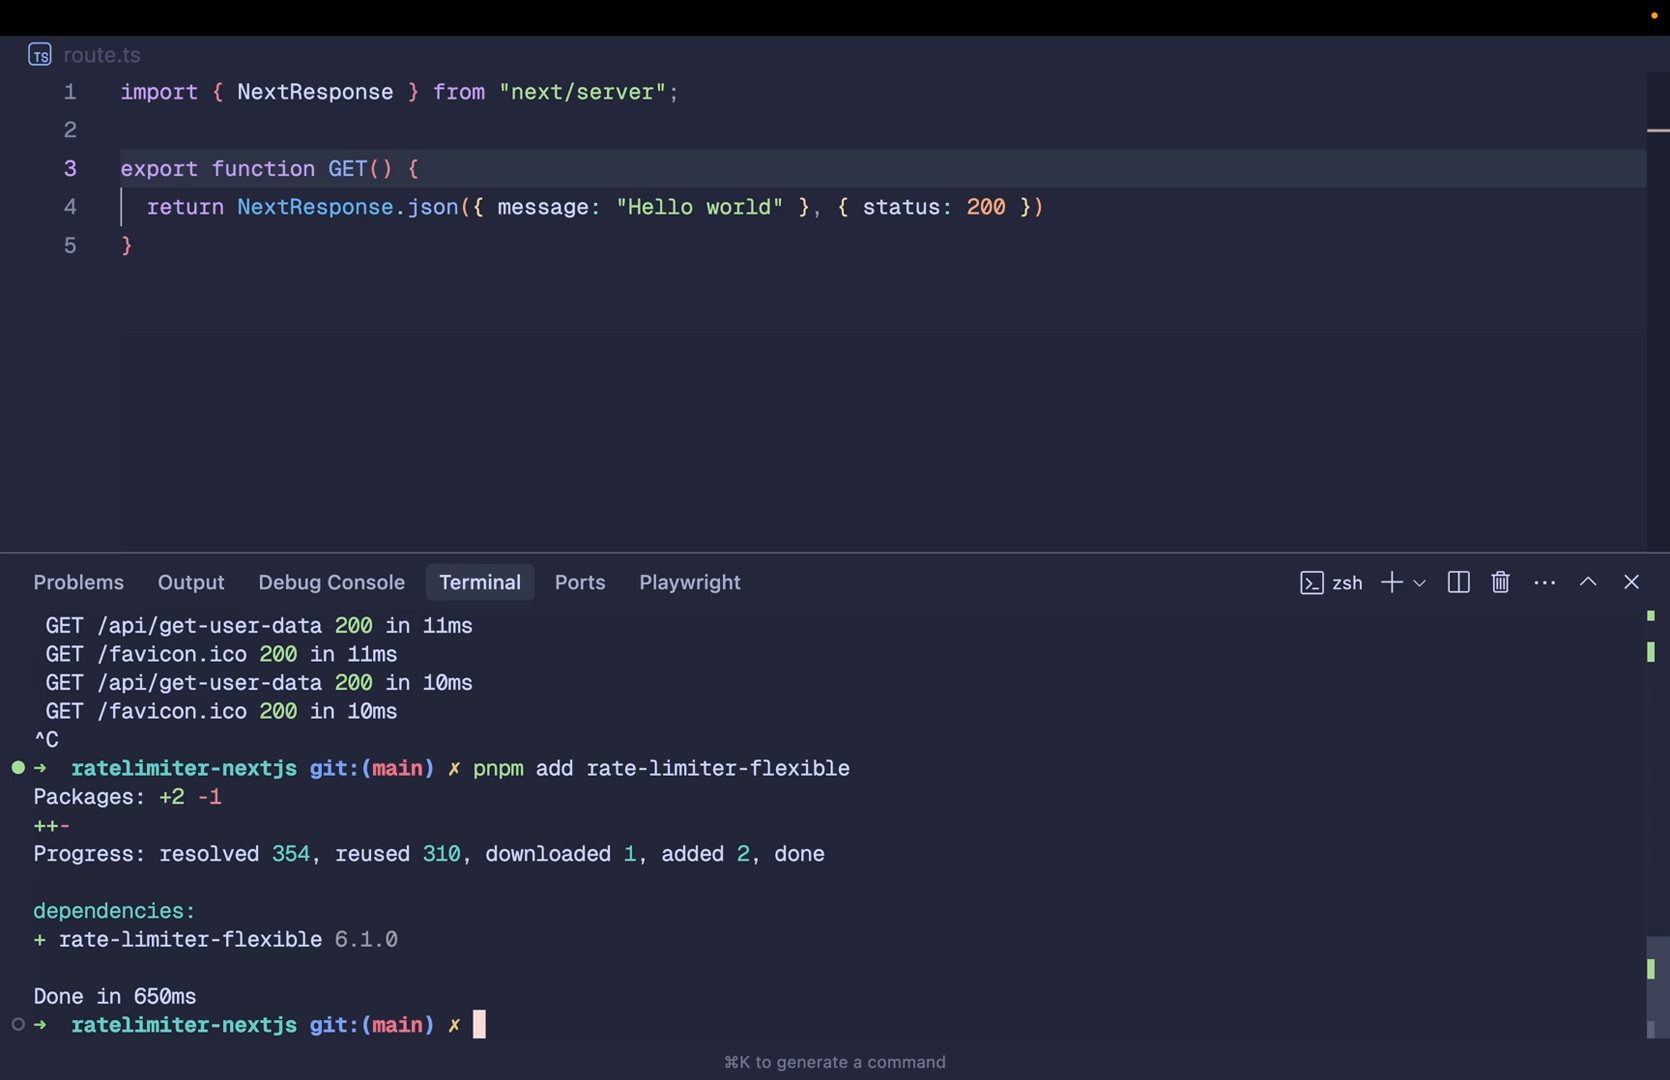 TS route.ts
1 import { NextResponse } from "next/server";
2
3 export function GET() {
4 return NextResponse.json({ message: "Hello world" }, { status: 200 })
5 }
Problems Output Debug Console Terminal Ports Playwright zsh
GET /api/get-user-data 200 in 11ms
GET /favicon.ico 200 in 11ms
GET /api/get-user-data 200 in 10ms
GET /favicon.ico 200 in 10ms
^C
➜ ratelimiter-nextjs git:(main) ✗ pnpm add rate-limiter-flexible
Packages: +2 -1
++-
Progress: resolved 354, reused 310, downloaded 1, added 2, done
dependencies:
+ rate-limiter-flexible 6.1.0
Done in 650ms
➜ ratelimiter-nextjs git:(main) ✗
⌘K to generate a command